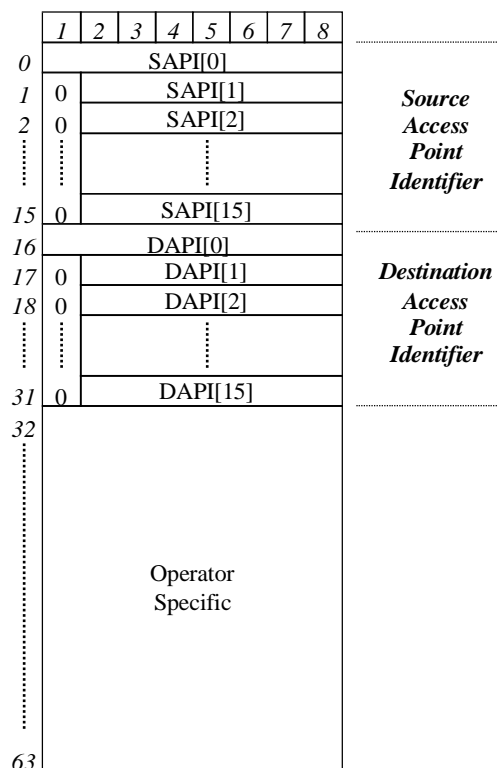 1 2 3 4 5 6 7 8
0 SAPI[0]
1 0 SAPI[1]
2 0 SAPI[2]
15 0 SAPI[15]
Source
Access
Point
Identifier
16 DAPI[0]
17 0 DAPI[1]
18 0 DAPI[2]
31 0 DAPI[15]
Destination
Access
Point
Identifier
32
Operator
Specific
63